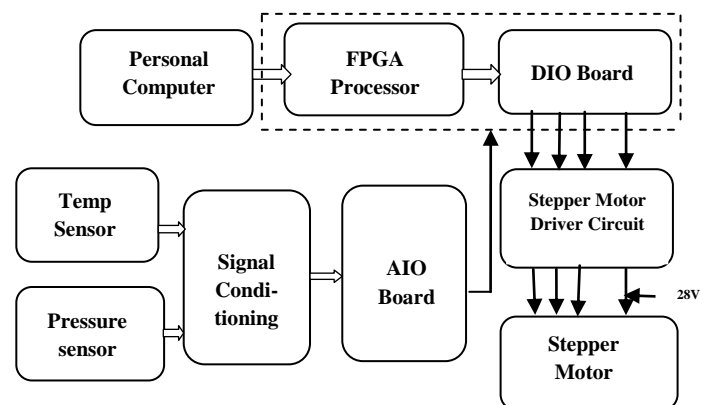 Personal
Computer
FPGA
Processor
DIO Board
Temp
Sensor
Pressure
sensor
Signal
Condi-
tioning
AIO
Board
Stepper Motor
Driver Circuit
28V
Stepper
Motor